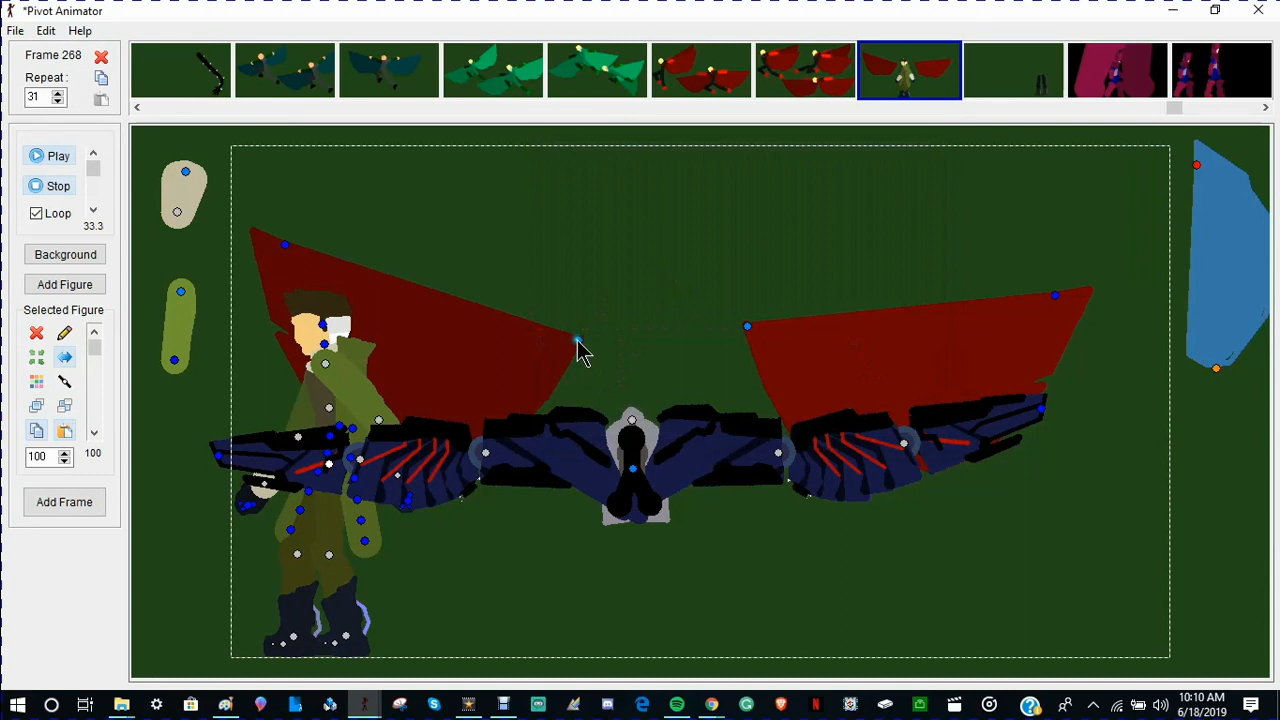 *Pivot Animator
File Edit Help
Frame 268
Repeat :
31
Play
Stop
Loop
33.3
Background
Add Figure
Selected Figure
100 100
Add Frame
10:10 AM
6/18/2019